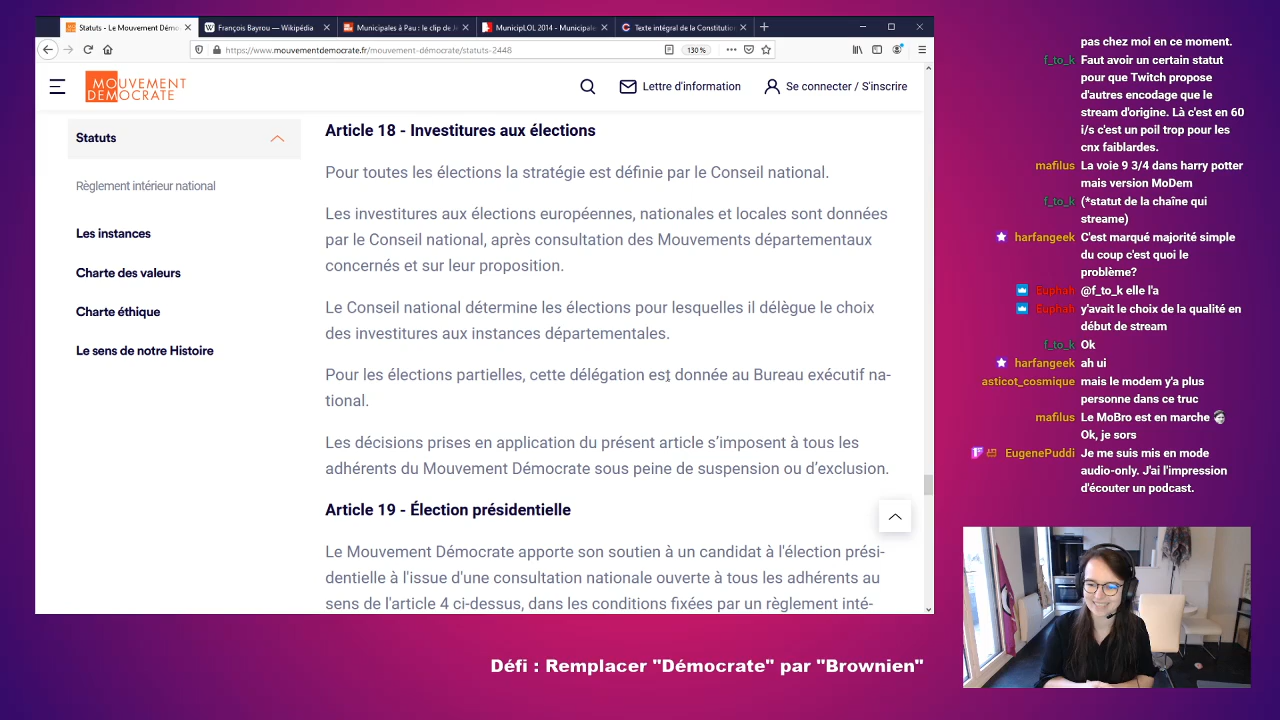 Statuts - Le Mouvement Démo
François Bayrou — Wikipédia
Municipales à Pau : le clip de J
MunicipLOL 2014 - Municipale
Texte intégral de la Constitution
https://www.mouvementdemocrate.fr/mouvement-démocrate/statuts-2448
130 %
MOUVEMENT
DEMOCRATE
Lettre d'information
Se connecter / S'inscrire
Statuts
Règlement intérieur national
Les instances
Charte des valeurs
Charte éthique
Le sens de notre Histoire
Article 18 - Investitures aux élections
Pour toutes les élections la stratégie est définie par le Conseil national.
Les investitures aux élections européennes, nationales et locales sont données
par le Conseil national, après consultation des Mouvements départementaux
concernés et sur leur proposition.
Le Conseil national détermine les élections pour lesquelles il délègue le choix
des investitures aux instances départementales.
Pour les élections partielles, cette délégation est donnée au Bureau exécutif na-
tional.
Les décisions prises en application du présent article s’imposent à tous les
adhérents du Mouvement Démocrate sous peine de suspension ou d’exclusion.
Article 19 - Élection présidentielle
Le Mouvement Démocrate apporte son soutien à un candidat à l'élection prési-
dentielle à l'issue d'une consultation nationale ouverte à tous les adhérents au
sens de l'article 4 ci-dessus, dans les conditions fixées par un règlement inté-
pas chez moi en ce moment.
f_to_k Faut avoir un certain statut
pour que Twitch propose
d'autres encodage que le
stream d'origine. Là c'est en 60
i/s c'est un poil trop pour les
cnx faiblardes.
mafilus La voie 9 3/4 dans harry potter
mais version MoDem
f_to_k (*statut de la chaîne qui
streame)
harfangeek C'est marqué majorité simple
du coup c'est quoi le
problème?
Euphah @f_to_k elle l'a
Euphah y'avait le choix de la qualité en
début de stream
f_to_k Ok
harfangeek ah ui
asticot_cosmique mais le modem y'a plus
personne dans ce truc
mafilus Le MoBro est en marche
Ok, je sors
EugenePuddi Je me suis mis en mode
audio-only. J'ai l'impression
d'écouter un podcast.
Défi : Remplacer "Démocrate" par "Brownien"